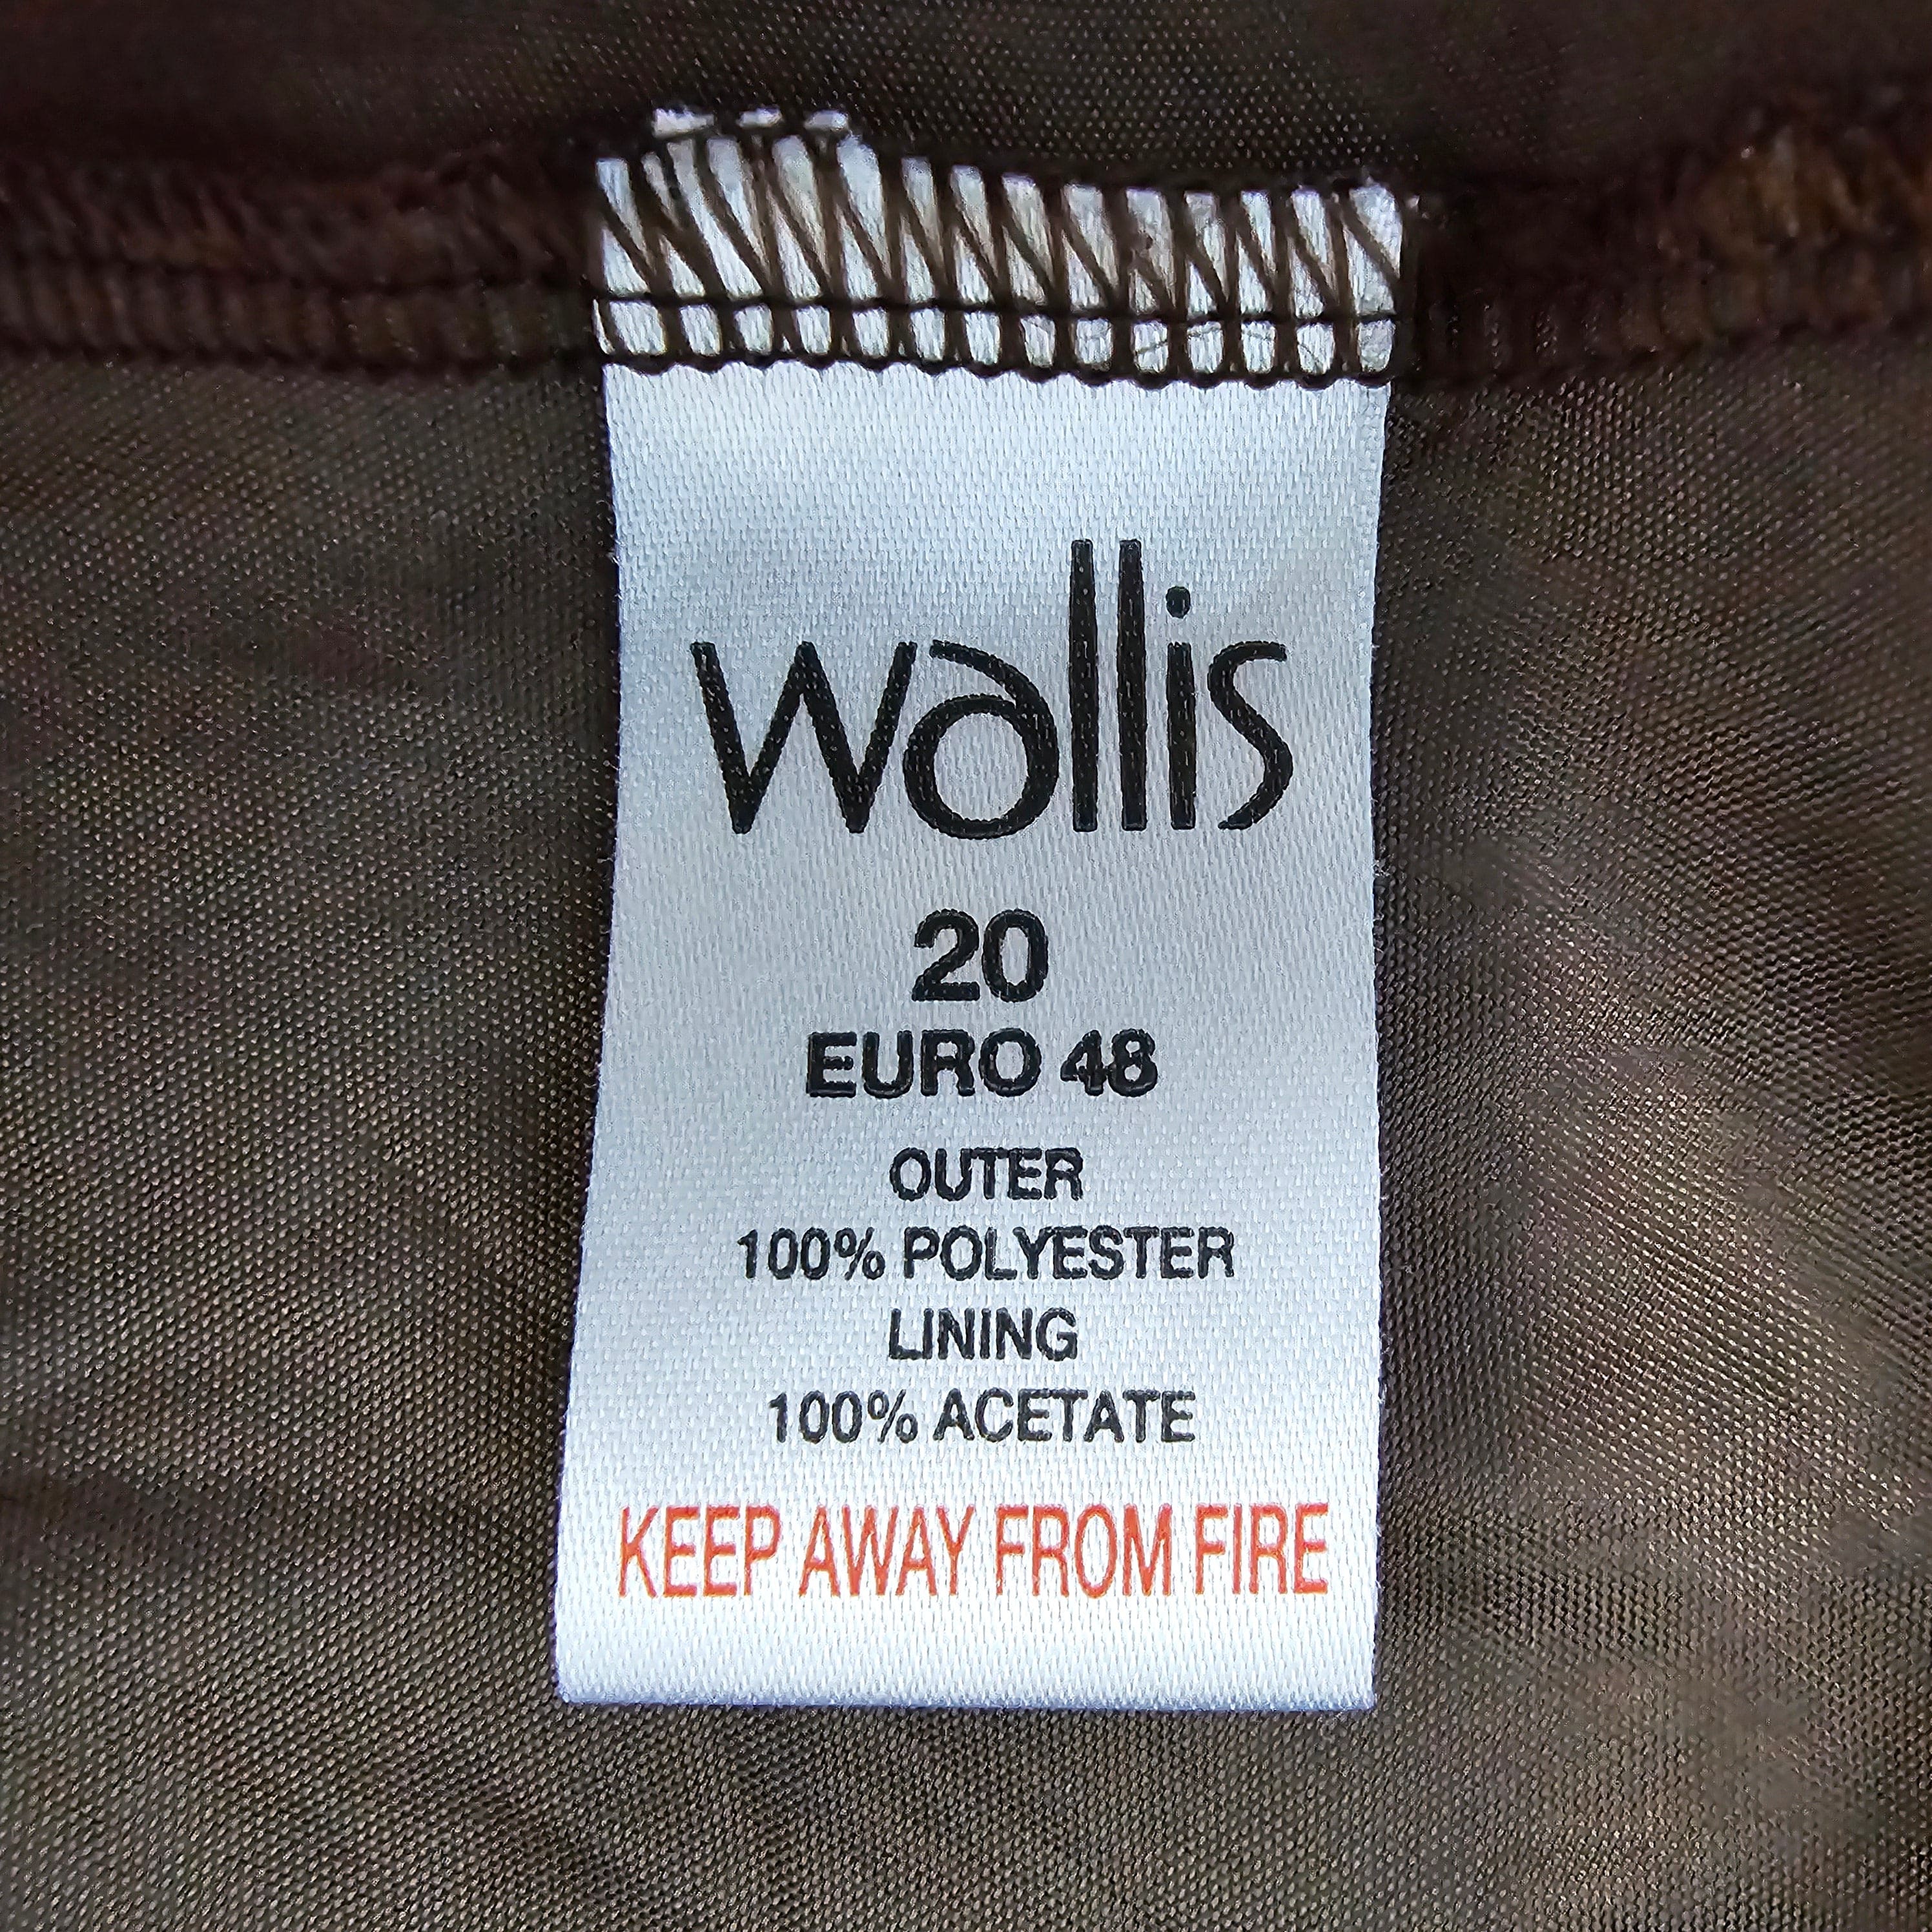 wallis
20
EURO 48
OUTER
100% POLYESTER
LINING
100% ACETATE
KEEP AWAY FROM FIRE